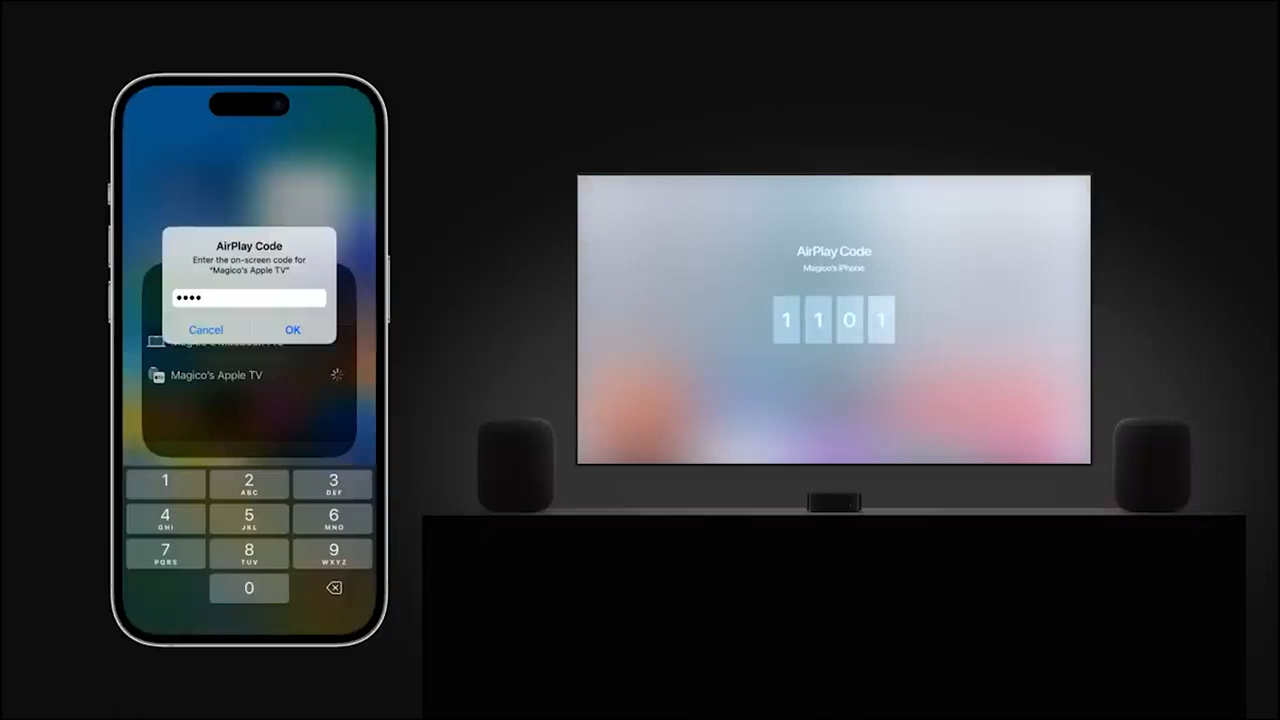 AirPlay Code
Enter the on-screen code for
"Magico's Apple TV"
••••
Cancel OK
Magico's Apple TV
1 2 ABC 3 DEF
4 GHI 5 JKL 6 MNO
7 PQRS 8 TUV 9 WXYZ
0
AirPlay Code
Magico's iPhone
1 1 0 1